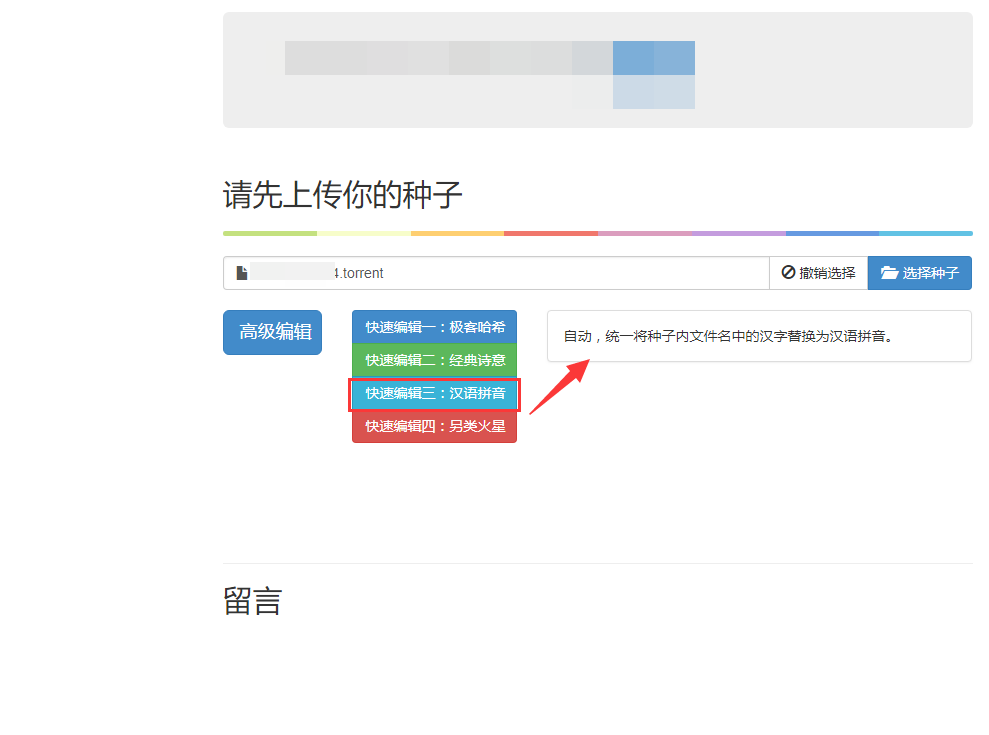 请先上传你的种子
4.torrent
撤销选择
选择种子
高级编辑
快速编辑一：极客哈希
快速编辑二：经典诗意
快速编辑三：汉语拼音
快速编辑四：另类火星
自动，统一将种子内文件名中的汉字替换为汉语拼音。
留言